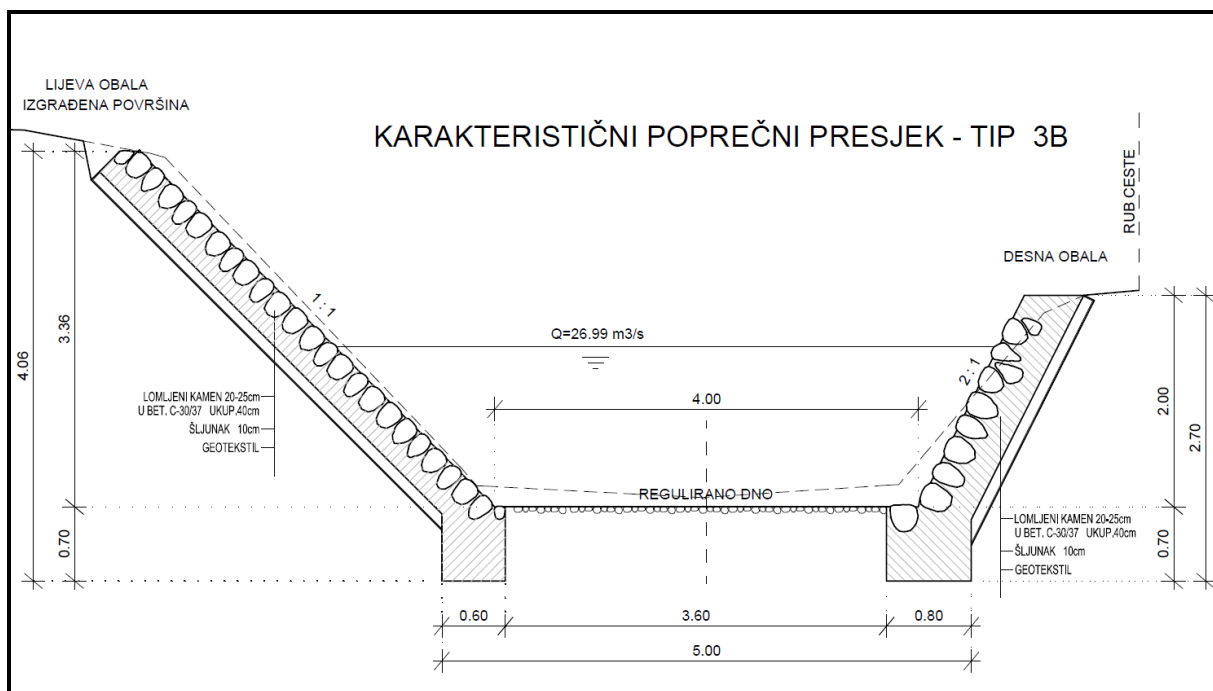 LIJEVA OBALA
IZGRAĐENA POVRŠINA
KARAKTERISTIČNI POPREČNI PRESJEK - TIP 3B
RUB CESTE
DESNA OBALA
1:1
Q=26.99 m3/s
2:1
4.06
3.36
0.70
LOMLJENI KAMEN 20-25cm
U BET. C-30/37 UKUP.40cm
ŠLJUNAK 10cm
GEOTEKSTIL
4.00
REGULIRANO DNO
2.00
2.70
0.70
LOMLJENI KAMEN 20-25cm
U BET. C-30/37 UKUP.40cm
ŠLJUNAK 10cm
GEOTEKSTIL
0.60
3.60
0.80
5.00